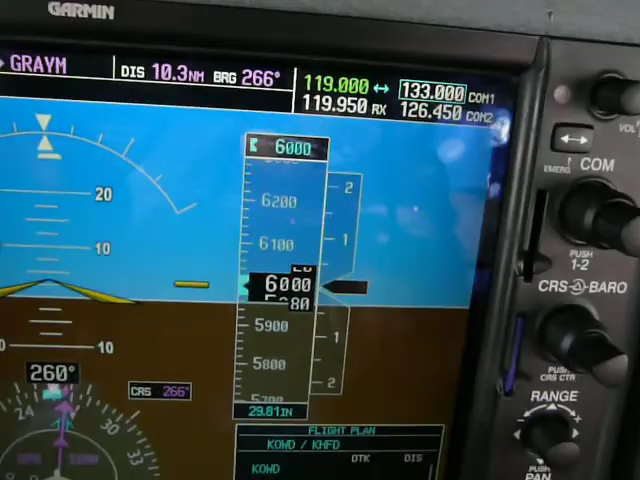 GARMIN
GRAYM
DIS 10.3NM BRG 266°
119.000 ↔ 133.000 COM1
119.950 RX 126.450 COM2
VOL
EMERG
COM
PUSH
1-2
CRS BARO
PUSH
CRS CTR
RANGE
PUSH
PAN
6000
6200
6100
6000
80
5900
5800
2
1
1
2
29.81IN
20
10
10
260°
CRS 266°
24
30
33
FLIGHT PLAN
KOWD / KHFD
DTK DIS
KOWD